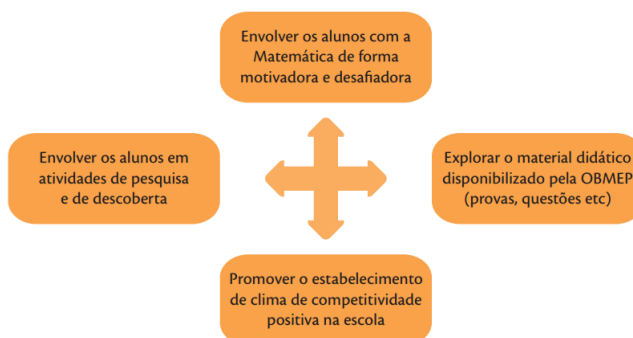 Envolver os alunos com a
Matemática de forma
motivadora e desafiadora
Envolver os alunos em
atividades de pesquisa
e de descoberta
Explorar o material didático
disponibilizado pela OBMEP
(provas, questões etc)
Promover o estabelecimento
de clima de competitividade
positiva na escola